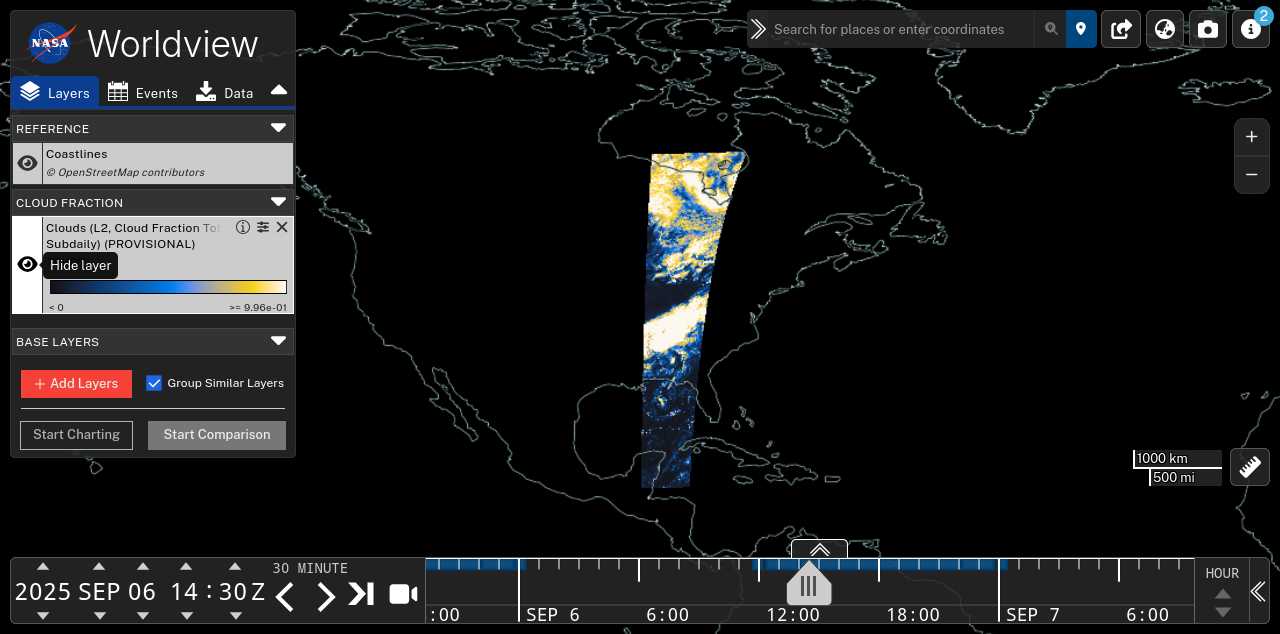 NASA
Worldview
Layers
Events
Data
REFERENCE
Coastlines
© OpenStreetMap contributors
CLOUD FRACTION
Clouds (L2, Cloud Fraction
Subdaily) (PROVISIONAL)
Hide layer
< 0
>= 9.96e-01
BASE LAYERS
+ Add Layers
Group Similar Layers
Start Charting
Start Comparison
Search for places or enter coordinates
2
+
−
1000 km
500 mi
2025 SEP 06 14 : 30 Z
30 MINUTE
:00
SEP 6
6:00
12:00
18:00
SEP 7
6:00
HOUR